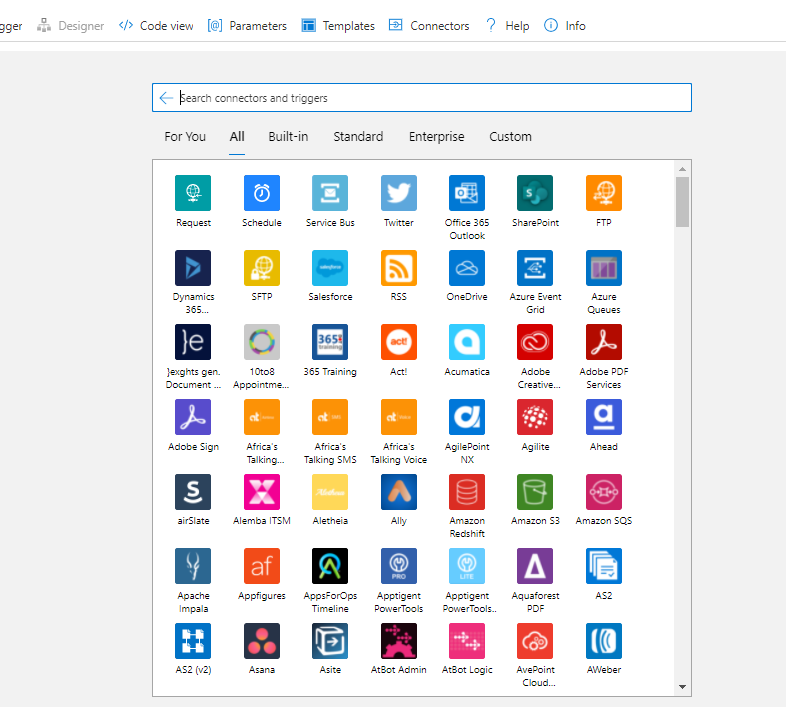 gger Designer Code view Parameters Templates Connectors Help Info
Search connectors and triggers
For You All Built-in Standard Enterprise Custom
Request Schedule Service Bus Twitter Office 365 SharePoint FTP
Outlook
Dynamics SFTP Salesforce RSS OneDrive Azure Event Azure
365... Grid Queues
}exghts gen. 10to8 365 Training Act! Acumatica Adobe Adobe PDF
Document ... Appointme... Creative... Services
Adobe Sign Africa's Africa's Africa's AgilePoint Agilite Ahead
Talking... Talking SMS Talking Voice NX
airSlate Alemba ITSM Aletheia Ally Amazon Amazon S3 Amazon SQS
Redshift
Apache Appfigures AppsForOps Apptigent Apptigent Aquaforest AS2
Impala Timeline PowerTools PowerTools... PDF
AS2 (v2) Asana Asite AtBot Admin AtBot Logic AvePoint AWeber
Cloud...